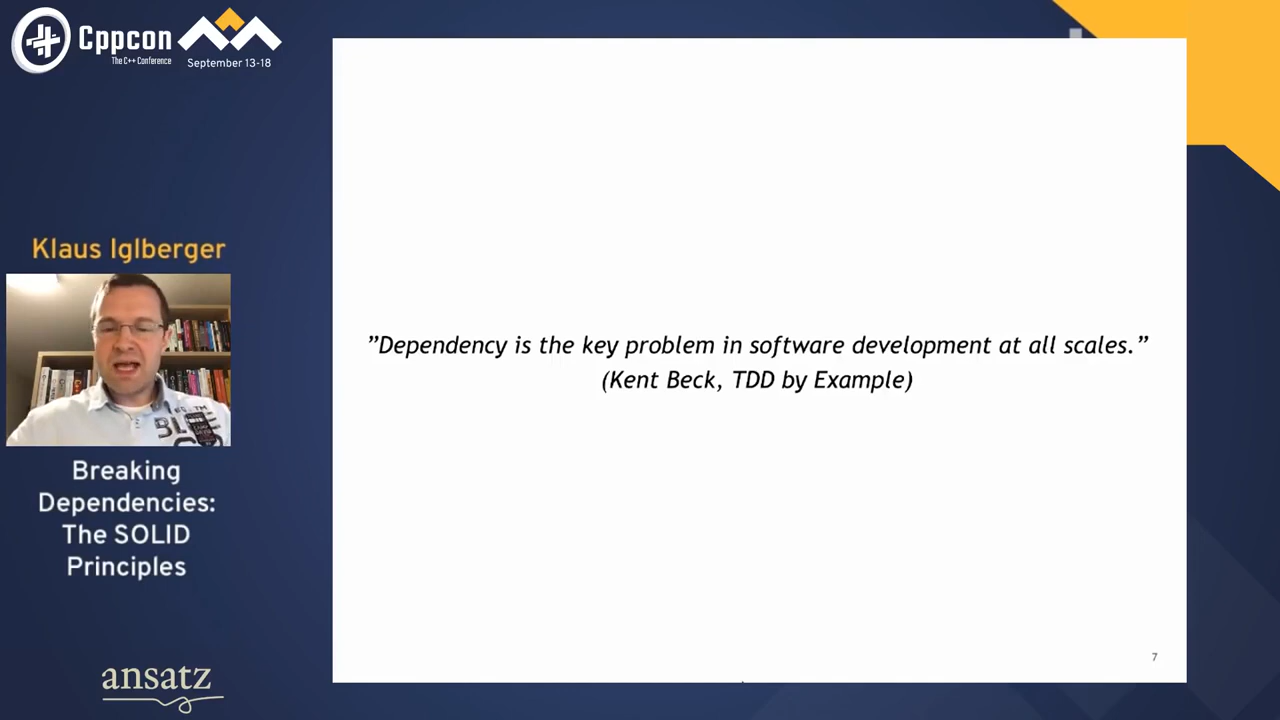 Cppcon
The C++ Conference
September 13-18
Klaus Iglberger
Breaking
Dependencies:
The SOLID
Principles
ansatz
”Dependency is the key problem in software development at all scales.”
(Kent Beck, TDD by Example)
7